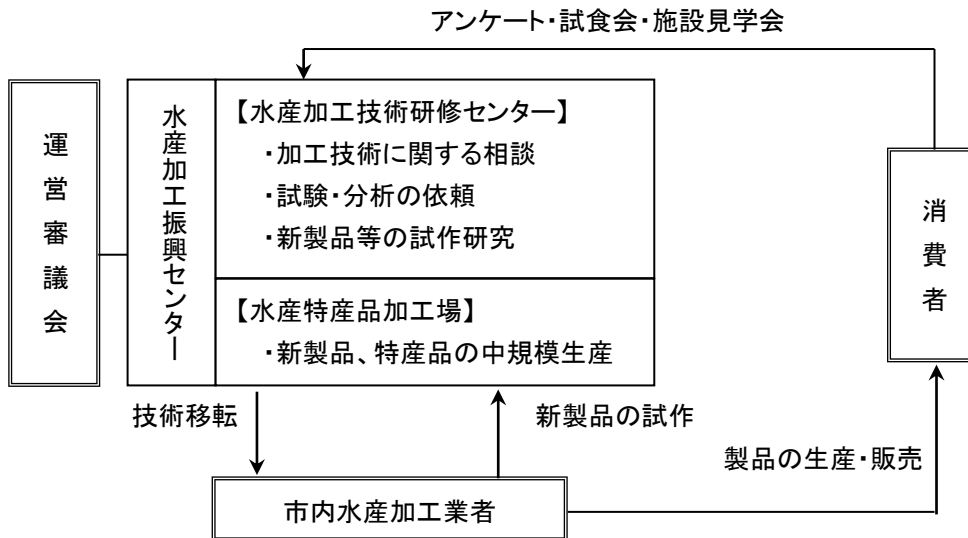 アンケート・試食会・施設見学会
運営審議会
水産加工振興センター
【水産加工技術研修センター】
・加工技術に関する相談
・試験・分析の依頼
・新製品等の試作研究
【水産特産品加工場】
・新製品、特産品の中規模生産
消費者
技術移転
新製品の試作
製品の生産・販売
市内水産加工業者